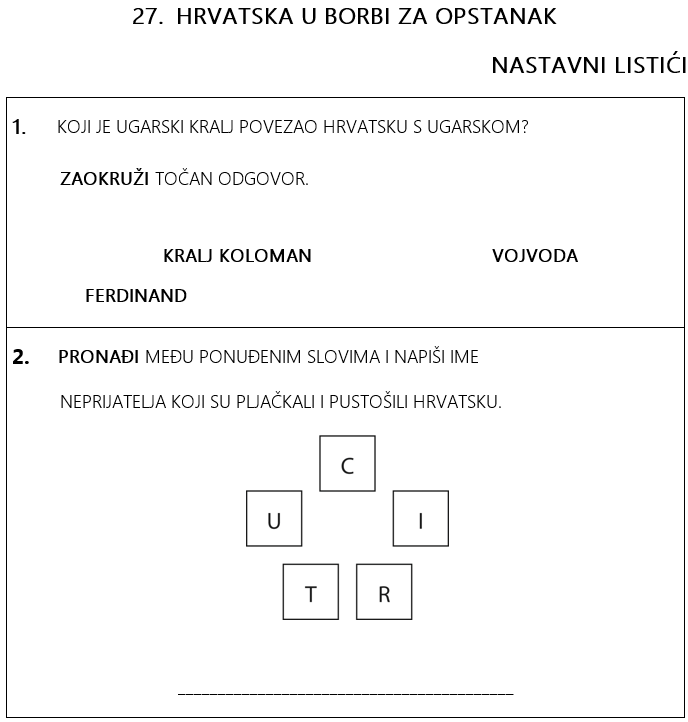 27. HRVATSKA U BORBI ZA OPSTANAK
NASTAVNI LISTIĆI
1. KOJI JE UGARSKI KRALJ POVEZAO HRVATSKU S UGARSKOM?
ZAOKRUŽI TOČAN ODGOVOR.
KRALJ KOLOMAN VOJVODA
FERDINAND
2. PRONAĐI MEĐU PONUĐENIM SLOVIMA I NAPIŠI IME
NEPRIJATELJA KOJI SU PLJAČKALI I PUSTOŠILI HRVATSKU.
C
U I
T R